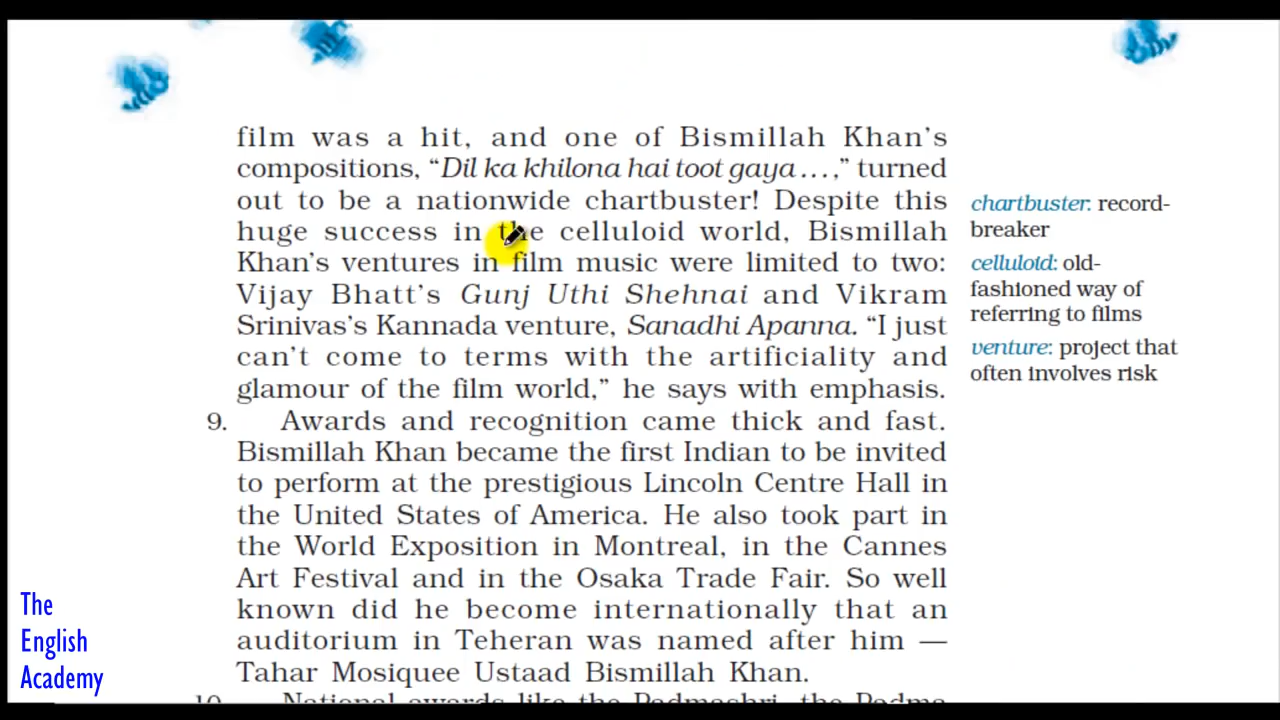 film was a hit, and one of Bismillah Khan's
compositions, “Dil ka khilona hai toot gaya...,” turned
out to be a nationwide chartbuster! Despite this
huge success in the celluloid world, Bismillah
Khan's ventures in film music were limited to two:
Vijay Bhatt's Gunj Uthi Shehnai and Vikram
Srinivas's Kannada venture, Sanadhi Apanna. “I just
can't come to terms with the artificiality and
glamour of the film world,” he says with emphasis.
9. Awards and recognition came thick and fast.
Bismillah Khan became the first Indian to be invited
to perform at the prestigious Lincoln Centre Hall in
the United States of America. He also took part in
the World Exposition in Montreal, in the Cannes
Art Festival and in the Osaka Trade Fair. So well
known did he become internationally that an
auditorium in Teheran was named after him —
Tahar Mosiquee Ustaad Bismillah Khan.
10. National awards like the Padmashri, the Padma
chartbuster: record-
breaker
celluloid: old-
fashioned way of
referring to films
venture: project that
often involves risk
The
English
Academy